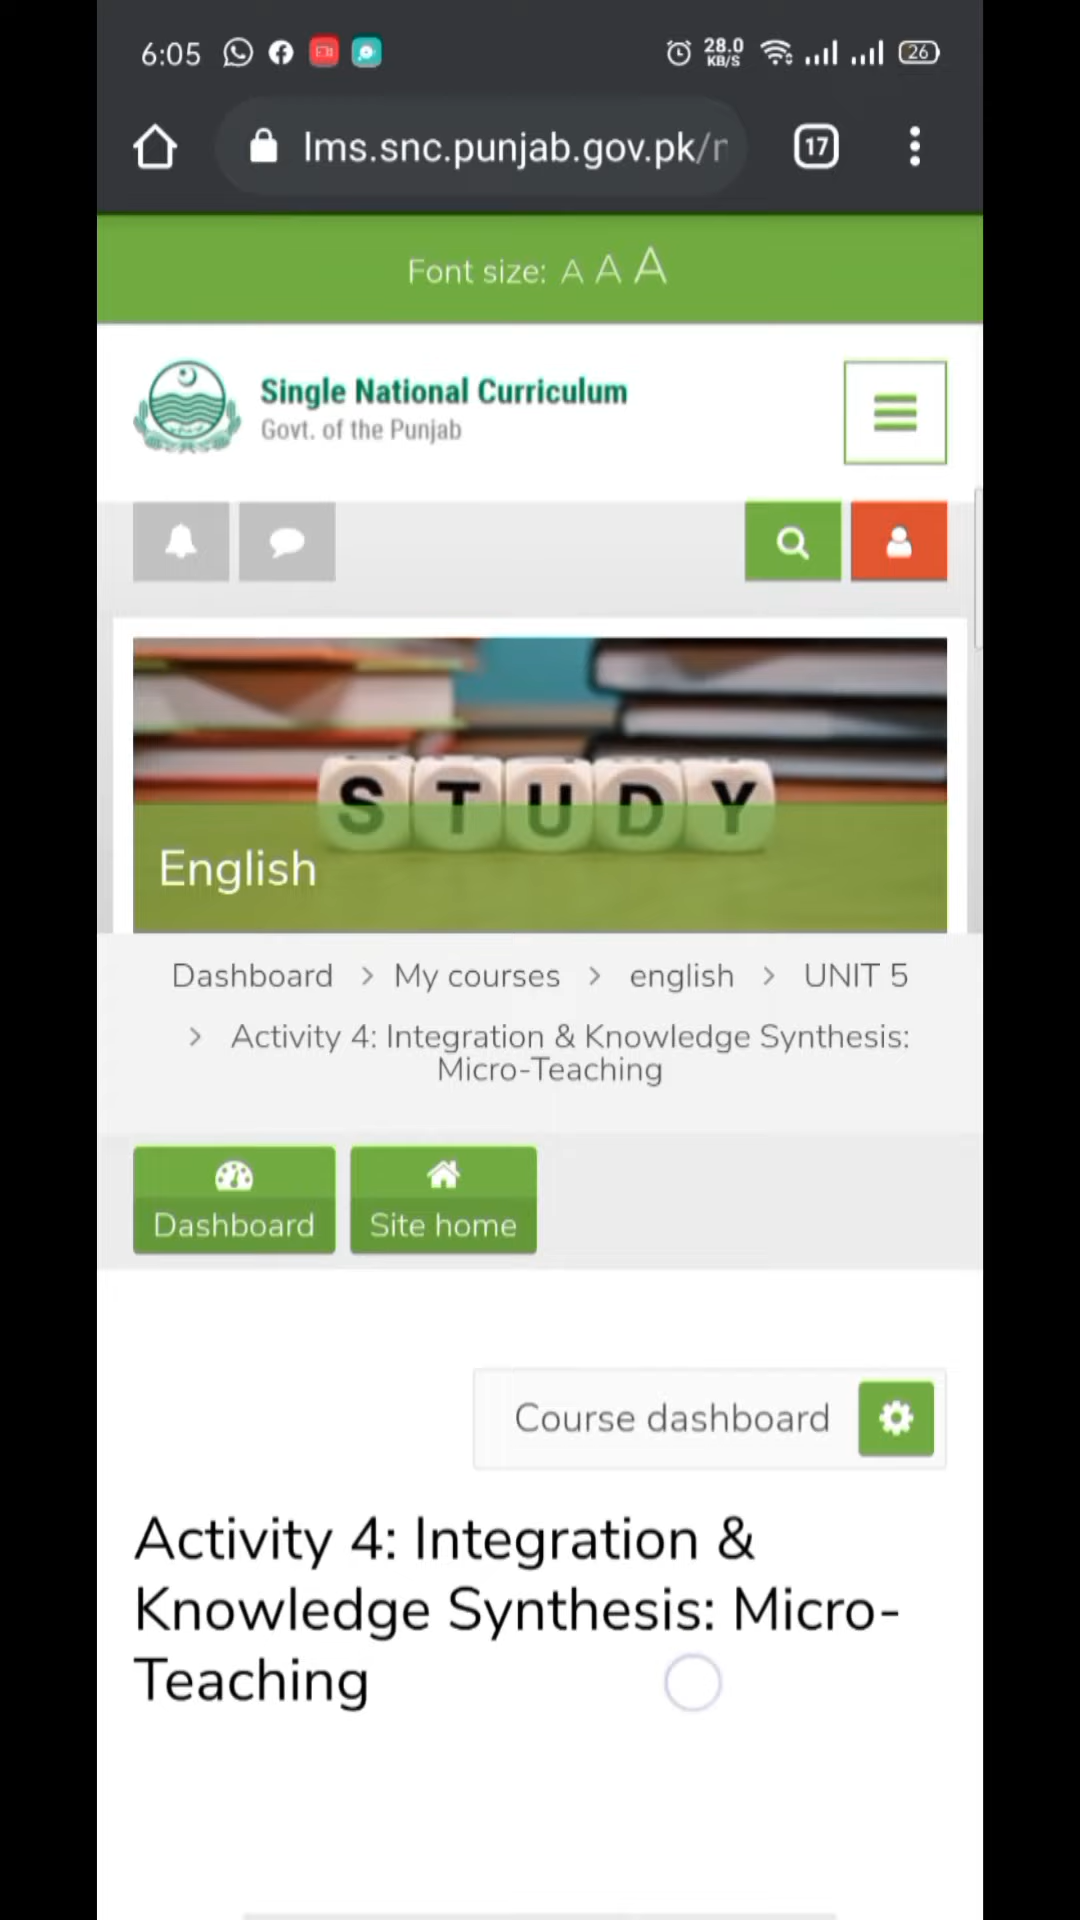 6:05
28.0
KB/S
26
lms.snc.punjab.gov.pk/
17
Font size: A A A
Single National Curriculum
Govt. of the Punjab
STUDY
English
Dashboard > My courses > english > UNIT 5
> Activity 4: Integration & Knowledge Synthesis:
Micro-Teaching
Dashboard
Site home
Course dashboard
Activity 4: Integration &
Knowledge Synthesis: Micro-
Teaching